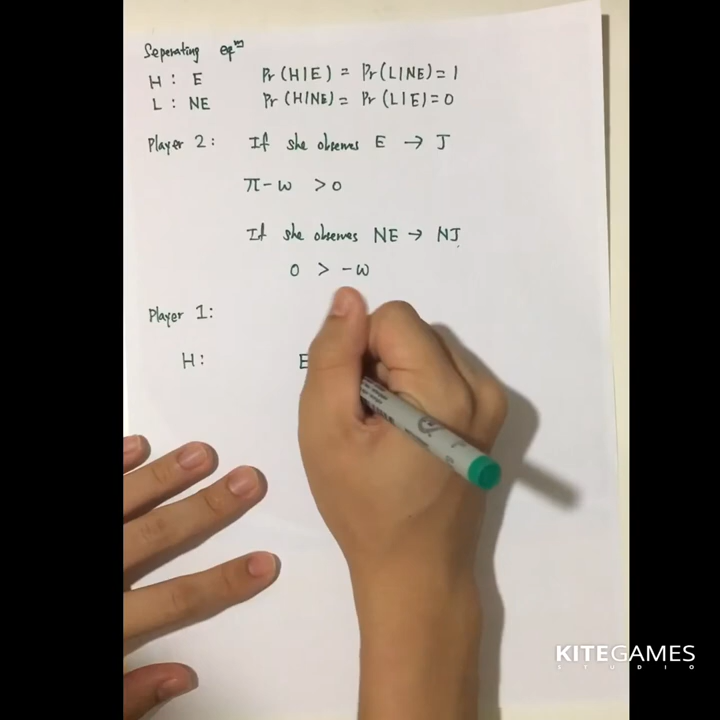 Seperating eqᵐ
H : E Pr(H|E) = Pr(L|NE) = 1
L : NE Pr(H|NE) = Pr(L|E) = 0
Player 2: If she observes E → J
π - w > 0
If she observes NE → NJ
0 > -w
Player 1:
H: E
KITEGAMES
STUDIO